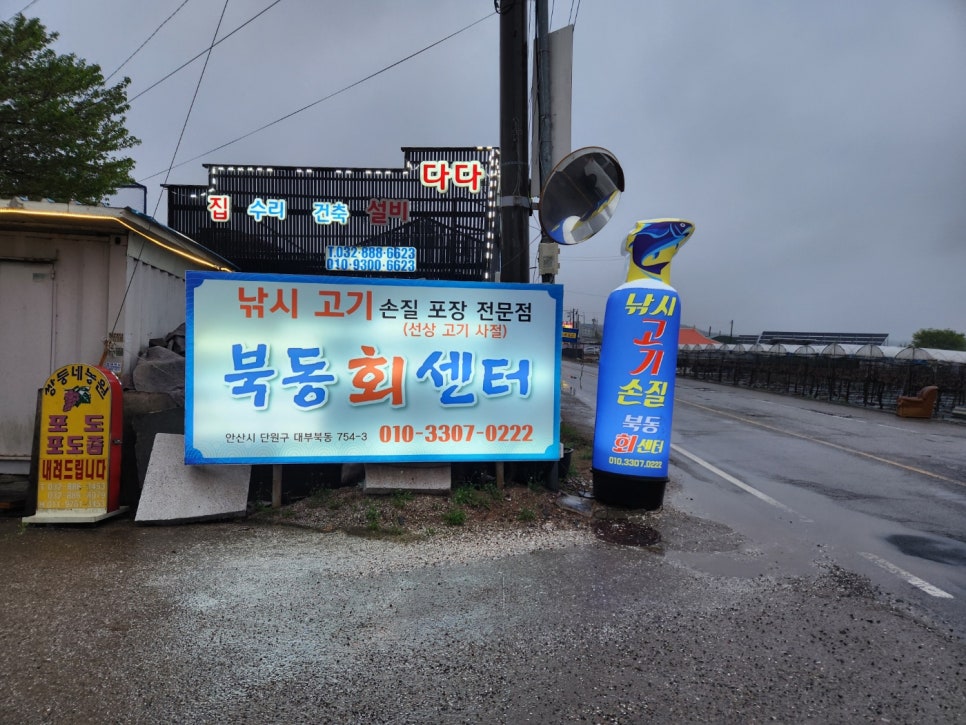 다다
집 수리 건축 설비
T.032·888·6623
010·9300·6623
낚시 고기 손질 포장 전문점
(선상 고기 사절)
북동 회 센터
안산시 단원구 대부북동 754-3 010-3307-0222
낚시
고기
손질
북동
회센터
010.3307.0222
포도
포도즙
내려드립니다